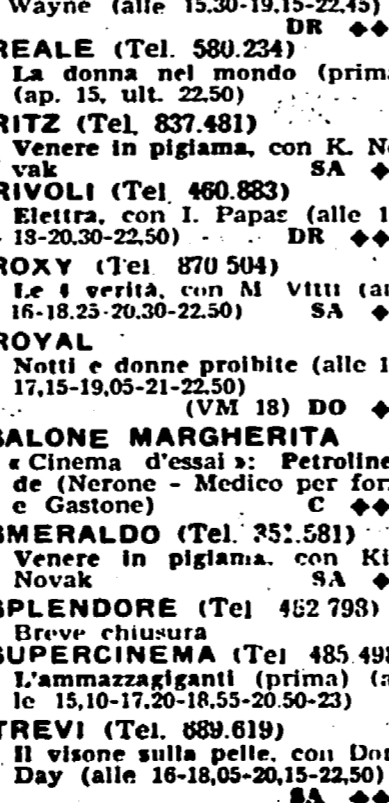 Wayne (alle 15.30-19,15-22,45)
DR ◆◆
REALE (Tel. 580.234)
La donna nel mondo (prim
(ap. 15, ult. 22.50)
RITZ (Tel. 837.481)
Venere in pigiama, con K. N
vak SA ◆
RIVOLI (Tel. 460.883)
Elettra, con I. Papas (alle 1
18-20.30-22,50) DR ◆◆
ROXY (Tel 870 504)
Le 4 verità, con M Vitti (a
16-18.25-20.30-22.50) SA ◆
ROYAL
Notti e donne proibite (alle 1
17,15-19,05-21-22,50)
(VM 18) DO ◆
SALONE MARGHERITA
« Cinema d'essai »: Petroline
de (Nerone - Medico per for
e Gastone) C ◆◆
SMERALDO (Tel. 351.581)
Venere in pigiama, con Ki
Novak SA ◆
SPLENDORE (Tel 462 798)
Breve chiusura
SUPERCINEMA (Tel 485.498
L'ammazzagiganti (prima) (a
le 15,10-17.20-18,55-20.50-23)
TREVI (Tel. 689.619)
Il visone sulla pelle, con Do
Day (alle 16-18,05-20,15-22,50)
SA ◆◆